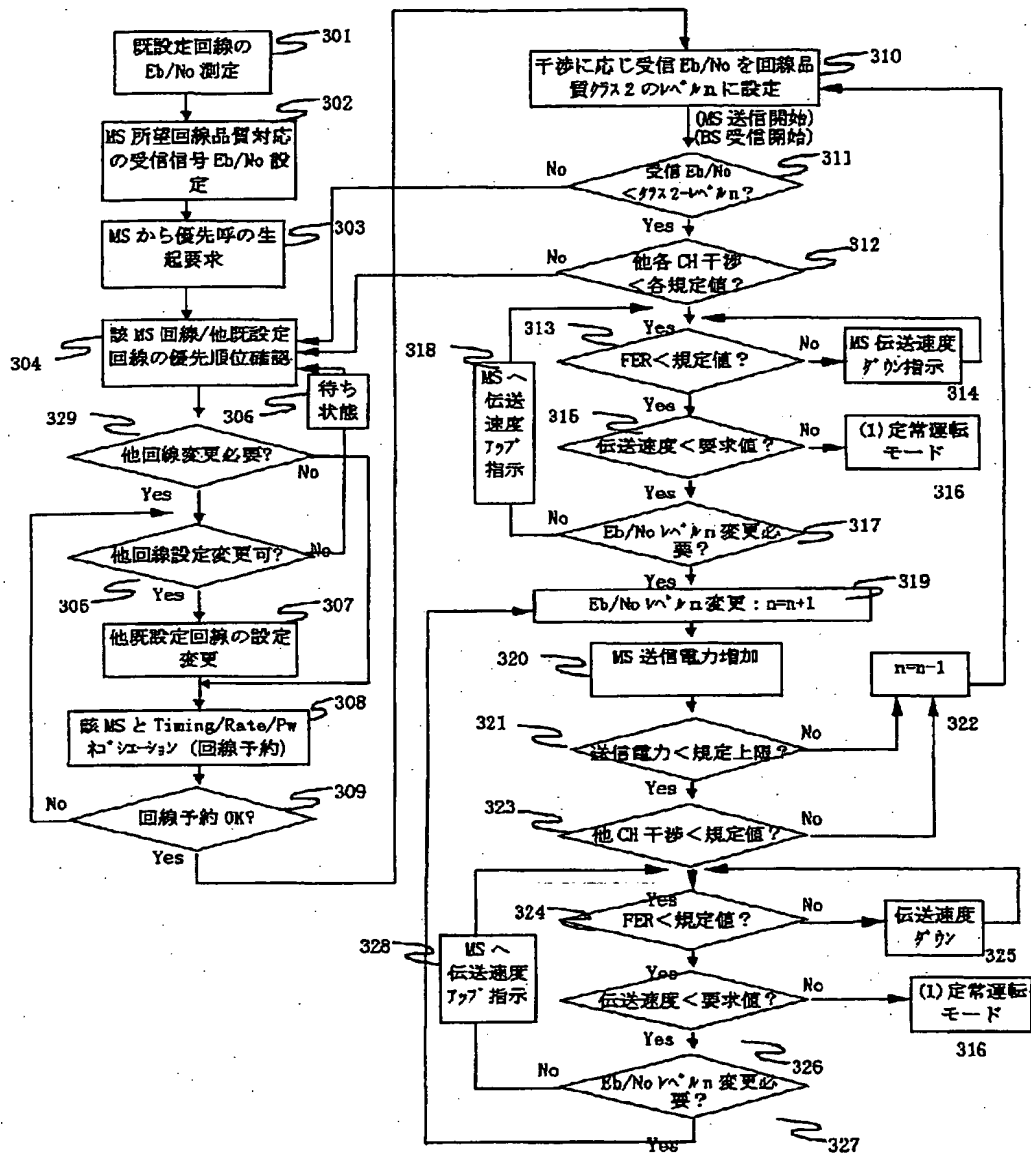 既設定回線の
Eb/No 測定
301
302
MS 所望回線品質対応
の受信信号 Eb/No 設
定
303
MS から優先呼の生
起要求
304
該 MS 回線/他既設定
回線の優先順位確認
306
待ち
状態
329
他回線変更必要?
No
Yes
他回線設定変更可?
No
305
Yes
307
他既設定回線の設定
変更
308
該 MS と Timing/Rate/Pw
ネゴシエーション (回線予約)
309
No
回線予約 OK?
Yes
310
干渉に応じ受信 Eb/No を回線品
質クラス 2 のレベル n に設定
(MS 送信開始)
(BS 受信開始)
311
No
受信 Eb/No
<クラス 2-レベル n?
Yes
312
No
他各 CH 干渉
<各規定値?
Yes
313
FER<規定値?
No
MS 伝送速度
ダウン指示
314
318
MS へ
伝送
速度
アップ
指示
Yes
315
伝送速度<要求値?
No
(1) 定常運転
モード
316
Yes
No
Eb/No レベル n 変更必
要?
317
Yes
319
Eb/No レベル n 変更 : n=n+1
320
MS 送信電力増加
n=n-1
322
321
送信電力<規定上限?
No
Yes
323
他 CH 干渉<規定値?
No
Yes
324
FER<規定値?
No
伝送速度
ダウン
325
328
MS へ
伝送速度
アップ指示
Yes
伝送速度<要求値?
No
(1) 定常運転
モード
316
Yes
326
No
Eb/No レベル n 変更必
要?
327
Yes